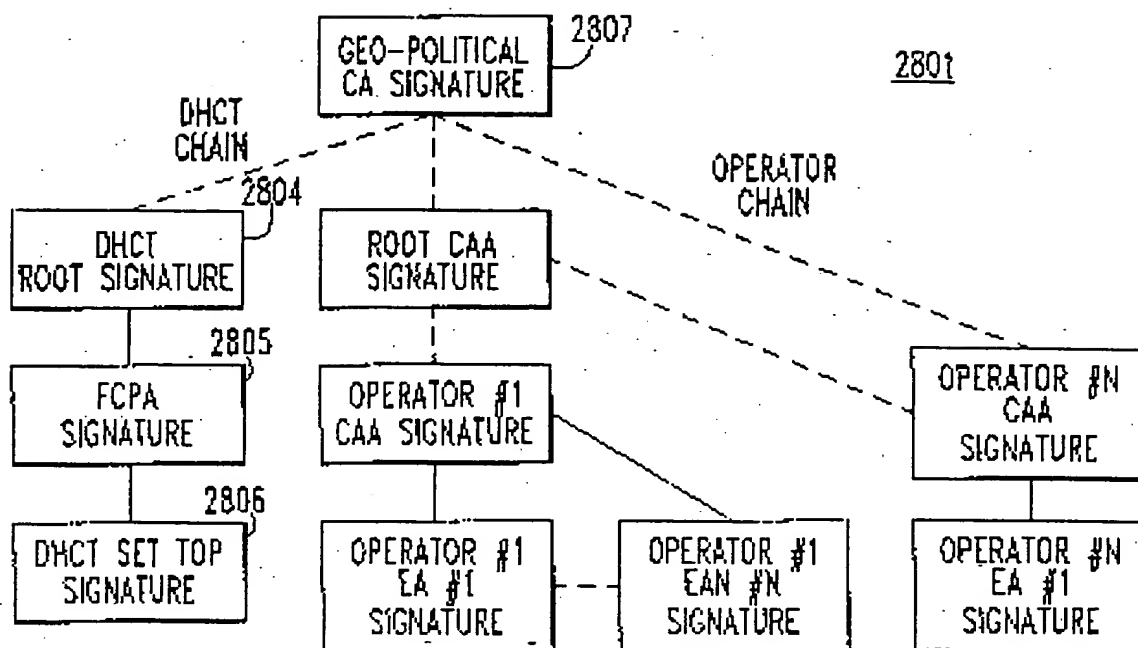 2807
GEO-POLITICAL
CA SIGNATURE
2801
DHCT
CHAIN
OPERATOR
CHAIN
2804
DHCT
ROOT SIGNATURE
ROOT CAA
SIGNATURE
2805
FCPA
SIGNATURE
OPERATOR #1
CAA SIGNATURE
OPERATOR #N
CAA
SIGNATURE
2806
DHCT SET TOP
SIGNATURE
OPERATOR #1
EA #1
SIGNATURE
OPERATOR #1
EAN #N
SIGNATURE
OPERATOR #N
EA #1
SIGNATURE